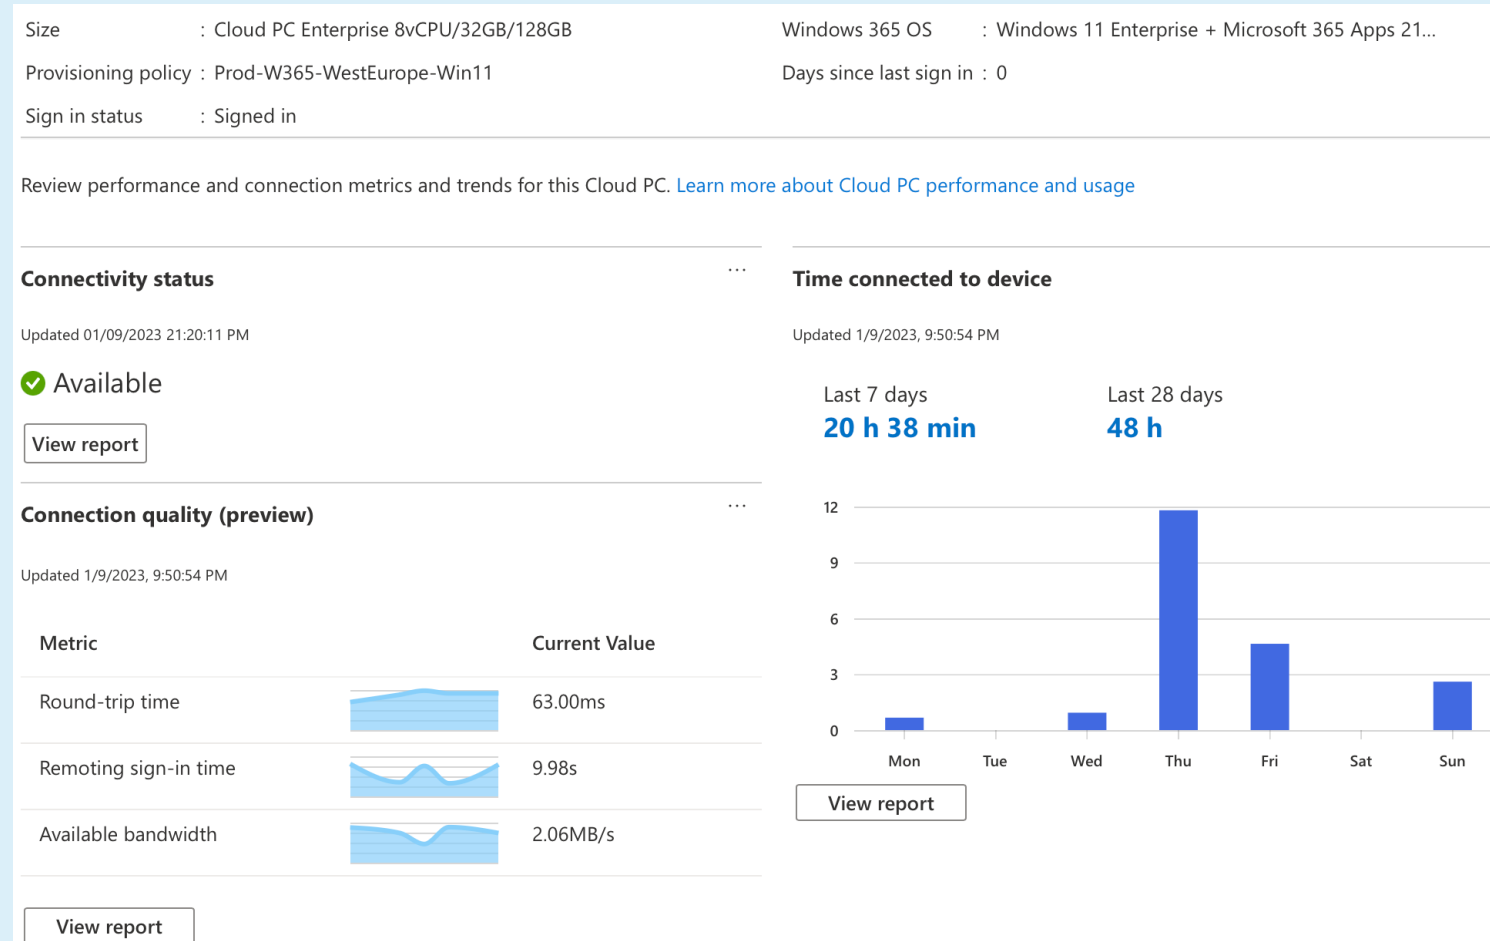 Size : Cloud PC Enterprise 8vCPU/32GB/128GB
Windows 365 OS : Windows 11 Enterprise + Microsoft 365 Apps 21...
Provisioning policy : Prod-W365-WestEurope-Win11
Days since last sign in : 0
Sign in status : Signed in
Review performance and connection metrics and trends for this Cloud PC. Learn more about Cloud PC performance and usage
Connectivity status
...
Updated 01/09/2023 21:20:11 PM
Available
View report
Connection quality (preview)
...
Updated 1/9/2023, 9:50:54 PM
Metric Current Value
Round-trip time 63.00ms
Remoting sign-in time 9.98s
Available bandwidth 2.06MB/s
View report
Time connected to device
Updated 1/9/2023, 9:50:54 PM
Last 7 days Last 28 days
20 h 38 min 48 h
12
9
6
3
0
Mon Tue Wed Thu Fri Sat Sun
View report